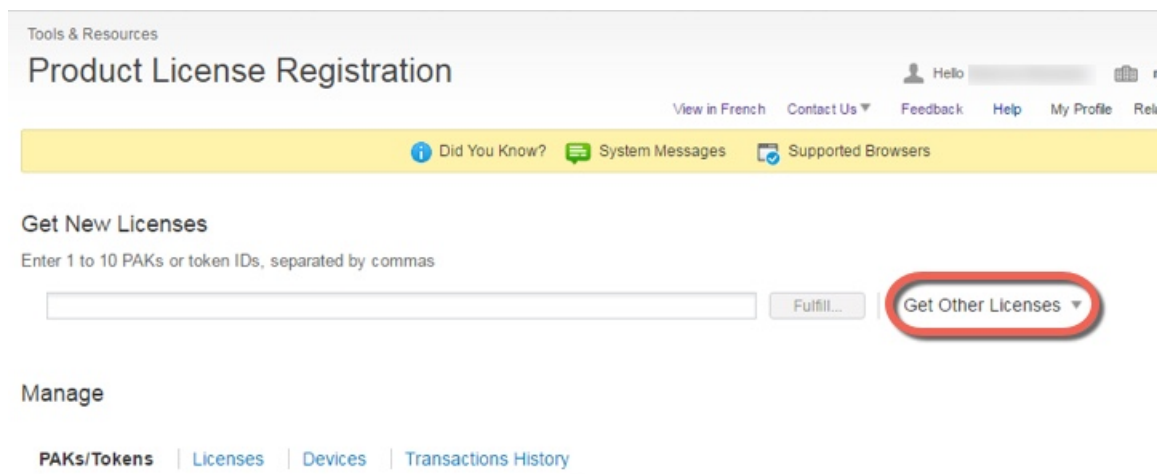 Tools & Resources
Product License Registration
Hello
View in French Contact Us Feedback Help My Profile
Did You Know? System Messages Supported Browsers
Get New Licenses
Enter 1 to 10 PAKs or token IDs, separated by commas
Fulfill... Get Other Licenses
Manage
PAKs/Tokens Licenses Devices Transactions History